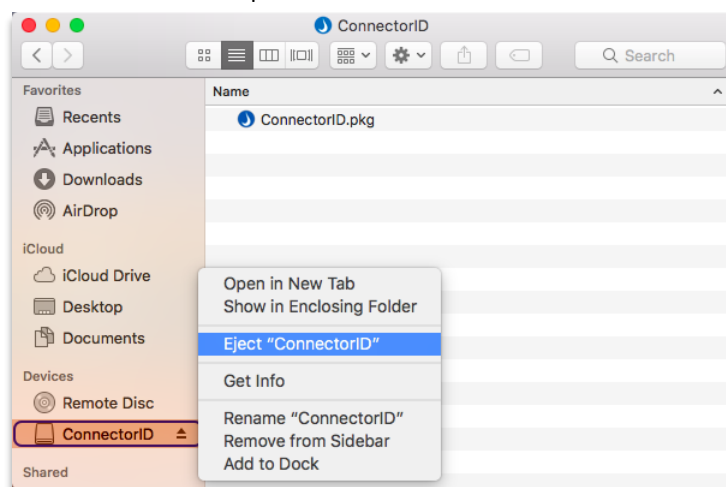 ConnectorID
Search
Favorites
Recents
Applications
Downloads
AirDrop
iCloud
iCloud Drive
Desktop
Documents
Devices
Remote Disc
ConnectorID
Shared
Name
ConnectorID.pkg
Open in New Tab
Show in Enclosing Folder
Eject “ConnectorID”
Get Info
Rename “ConnectorID”
Remove from Sidebar
Add to Dock